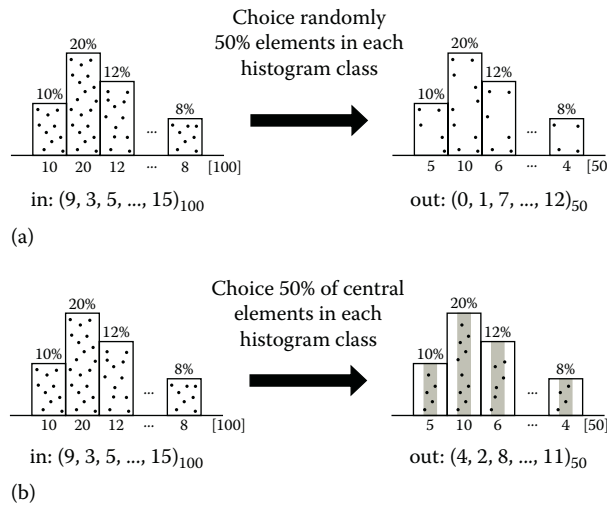 Choice randomly
50% elements in each
histogram class
10%
20%
12%
...
8%
10 20 12 ... 8 [100]
in: (9, 3, 5, ..., 15)100
10%
20%
12%
...
8%
5 10 6 ... 4 [50
out: (0, 1, 7, ..., 12)50
(a)
Choice 50% of central
elements in each
histogram class
10%
20%
12%
...
8%
10 20 12 ... 8 [100]
in: (9, 3, 5, ..., 15)100
10%
20%
12%
...
8%
5 10 6 ... 4 [50]
out: (4, 2, 8, ..., 11)50
(b)